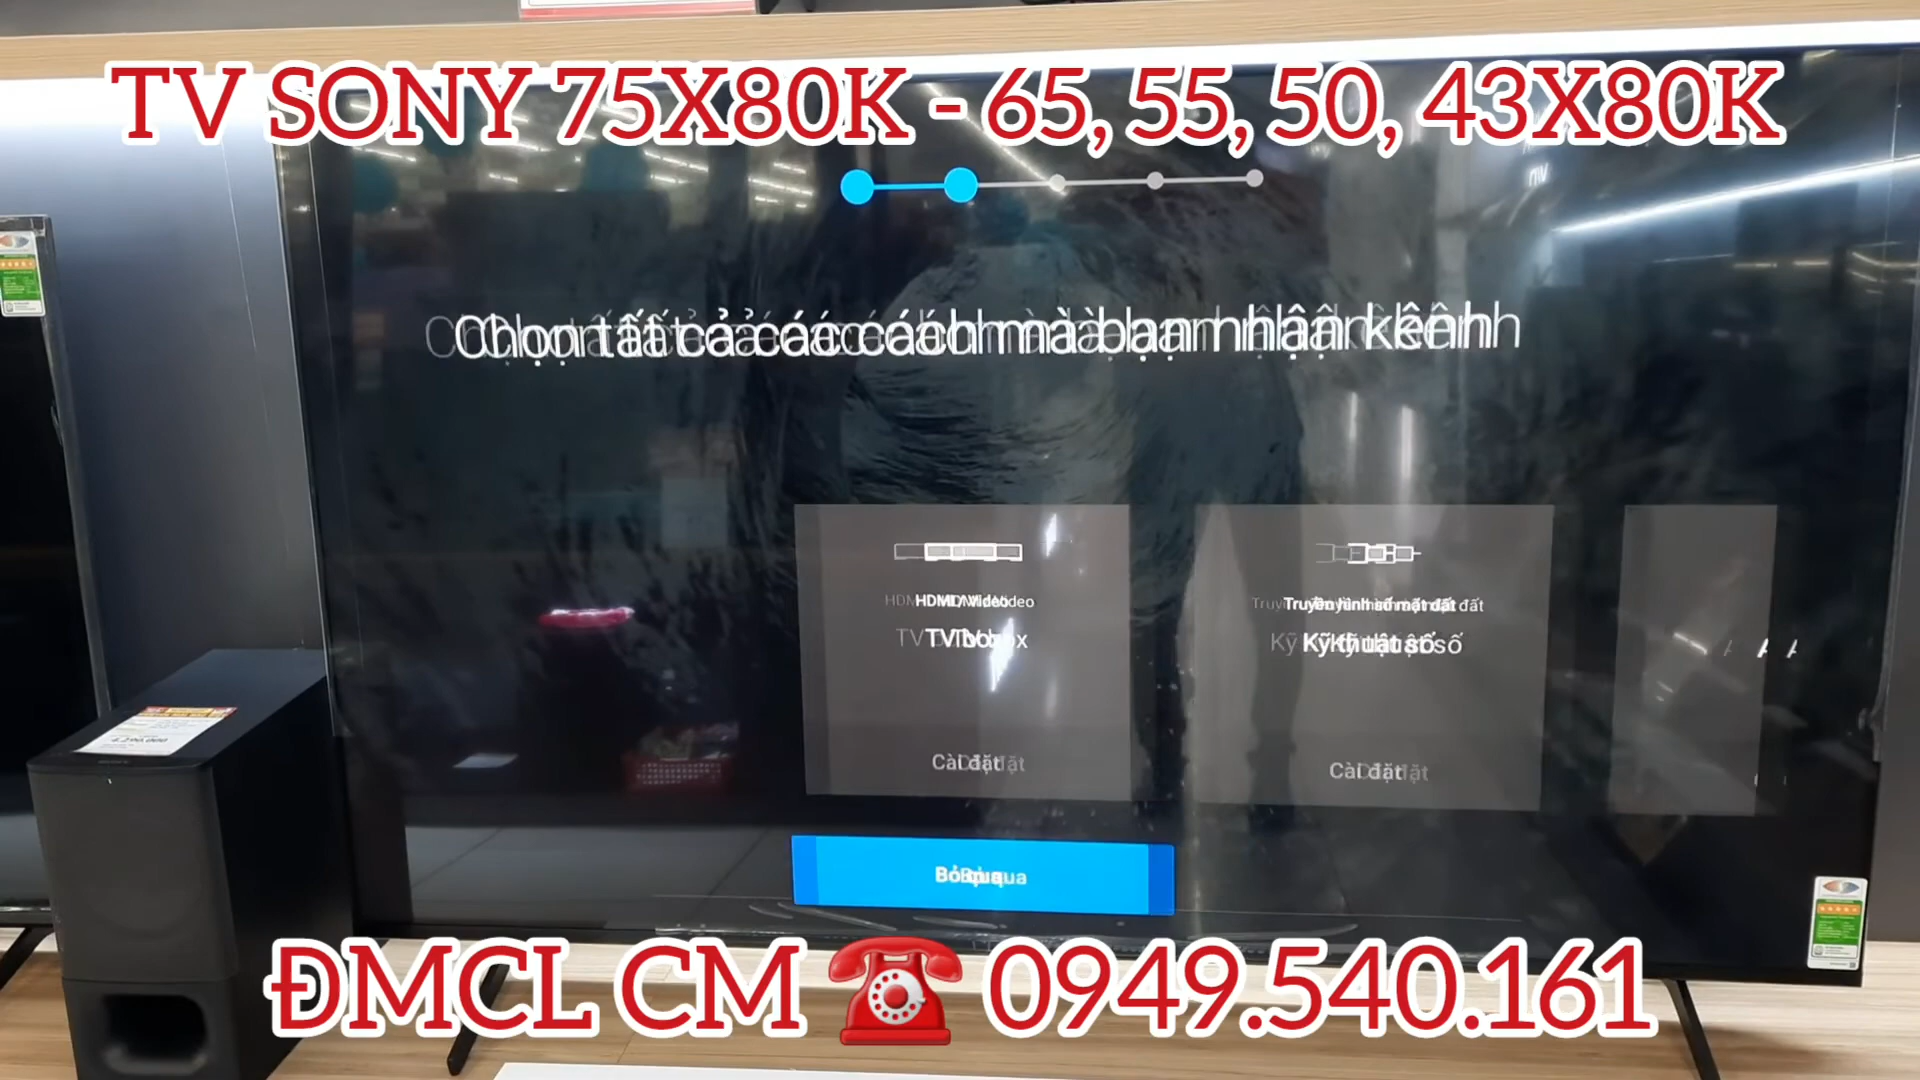 TV SONY 75X80K - 65, 55, 50, 43X80K
Chọn tất cả các cách mà bạn nhận kênh
HDMI/Video
TV box
Cài đặt
Truyền hình số mặt đất
Kỹ thuật số
Cài đặt
Bỏ qua
SONY
ĐMCL CM ☎ 0949.540.161